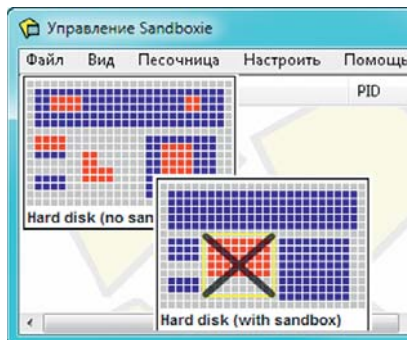 Управление Sandboxie
Файл Вид Песочница Настроить Помощь
PID
Hard disk (no san
Hard disk (with sandbox)